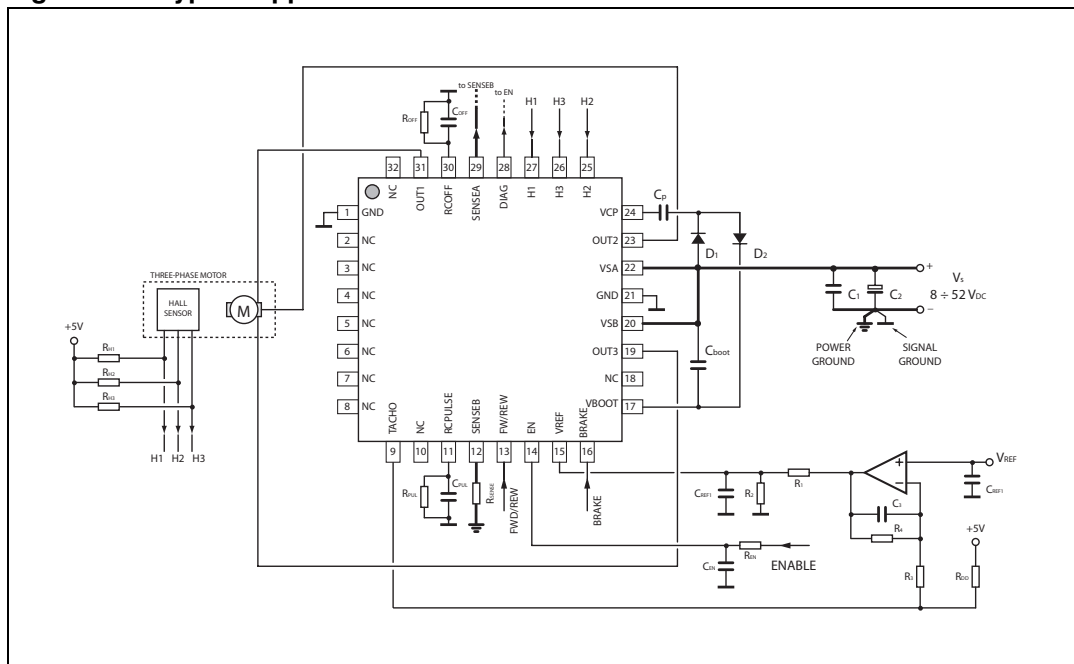 to SENSEB
to EN
H1
H3
H2
ROFF
COFF
32
31
30
29
28
27
26
25
NC
OUT1
RCOFF
SENSEA
DIAG
H1
H3
H2
1
GND
2
NC
3
NC
4
NC
5
NC
6
NC
7
NC
8
NC
VCP
24
OUT2
23
VSA
22
GND
21
VSB
20
OUT3
19
NC
18
VBOOT
17
TACHO
NC
RCPULSE
SENSEB
FW/REW
EN
VREF
BRAKE
9
10
11
12
13
14
15
16
CP
D1
D2
Cboot
C1
C2
+
VS
8 ÷ 52 VDC
−
POWER
GROUND
SIGNAL
GROUND
THREE-PHASE MOTOR
HALL
SENSOR
M
+5V
RH1
RH2
RH3
H1
H2
H3
RPUL
CPUL
RSENSE
FWD/REW
BRAKE
CREF1
R2
R1
+
−
VREF
CREF1
C3
R4
+5V
R3
RDD
CEN
REN
ENABLE